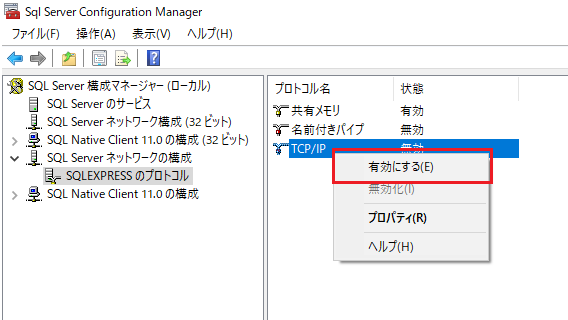 Sql Server Configuration Manager
ファイル(F) 操作(A) 表示(V) ヘルプ(H)
SQL Server 構成マネージャー (ローカル)
SQL Server のサービス
SQL Server ネットワーク構成 (32 ビット)
SQL Native Client 11.0 の構成 (32 ビット)
SQL Server ネットワークの構成
SQLEXPRESS のプロトコル
SQL Native Client 11.0 の構成
プロトコル名 状態
共有メモリ 有効
名前付きパイプ 無効
TCP/IP 無効
有効にする(E)
無効化(I)
プロパティ(R)
ヘルプ(H)